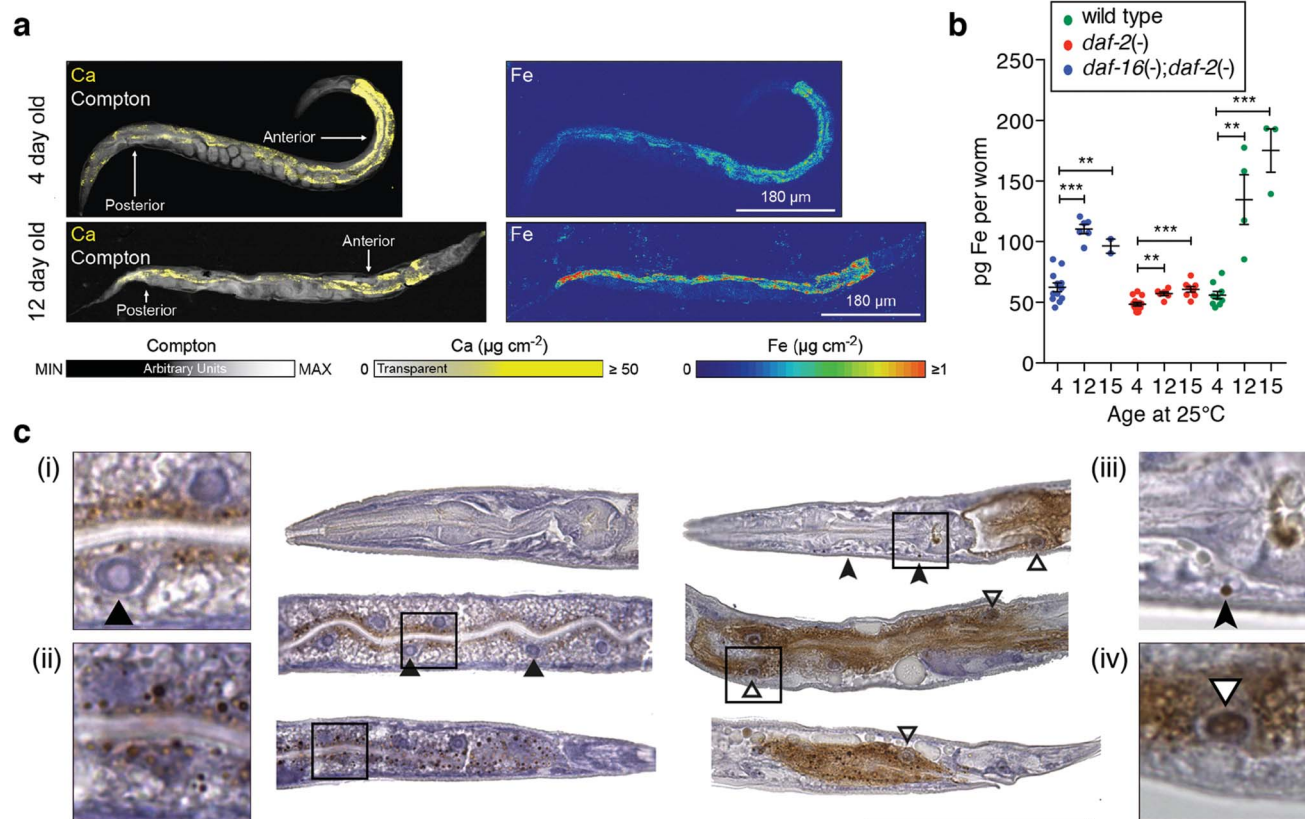 a
Ca
Compton
Anterior
Posterior
4 day old
Fe
180 µm
Ca
Compton
Anterior
Posterior
12 day old
Fe
180 µm
Compton
MIN
Arbitrary Units
MAX
Ca (µg cm-2)
0
Transparent
≥ 50
Fe (µg cm-2)
0
≥1
b
wild type
daf-2(-)
daf-16(-);daf-2(-)
pg Fe per worm
250
200
150
100
50
0
***
**
**
***
**
***
4 12 15 4 12 15 4 12 15
Age at 25°C
c
(i)
(ii)
(iii)
(iv)